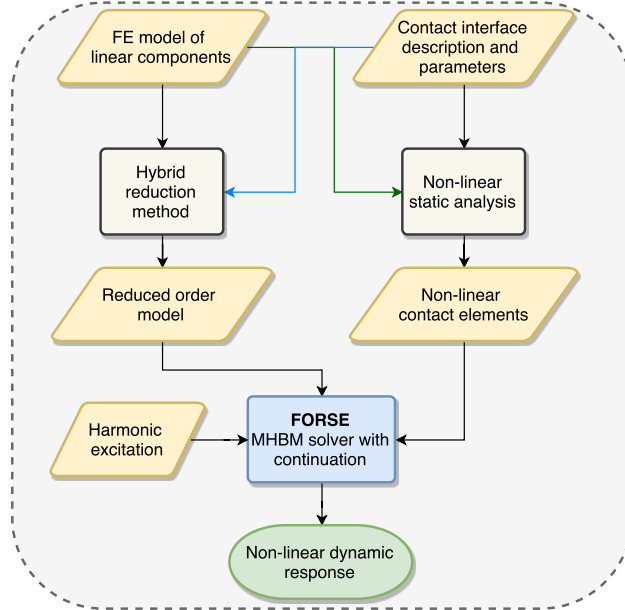 FE model of
linear components
Contact interface
description and
parameters
Hybrid
reduction
method
Non-linear
static analysis
Reduced order
model
Non-linear
contact elements
Harmonic
excitation
FORSE
MHBM solver with
continuation
Non-linear dynamic
response